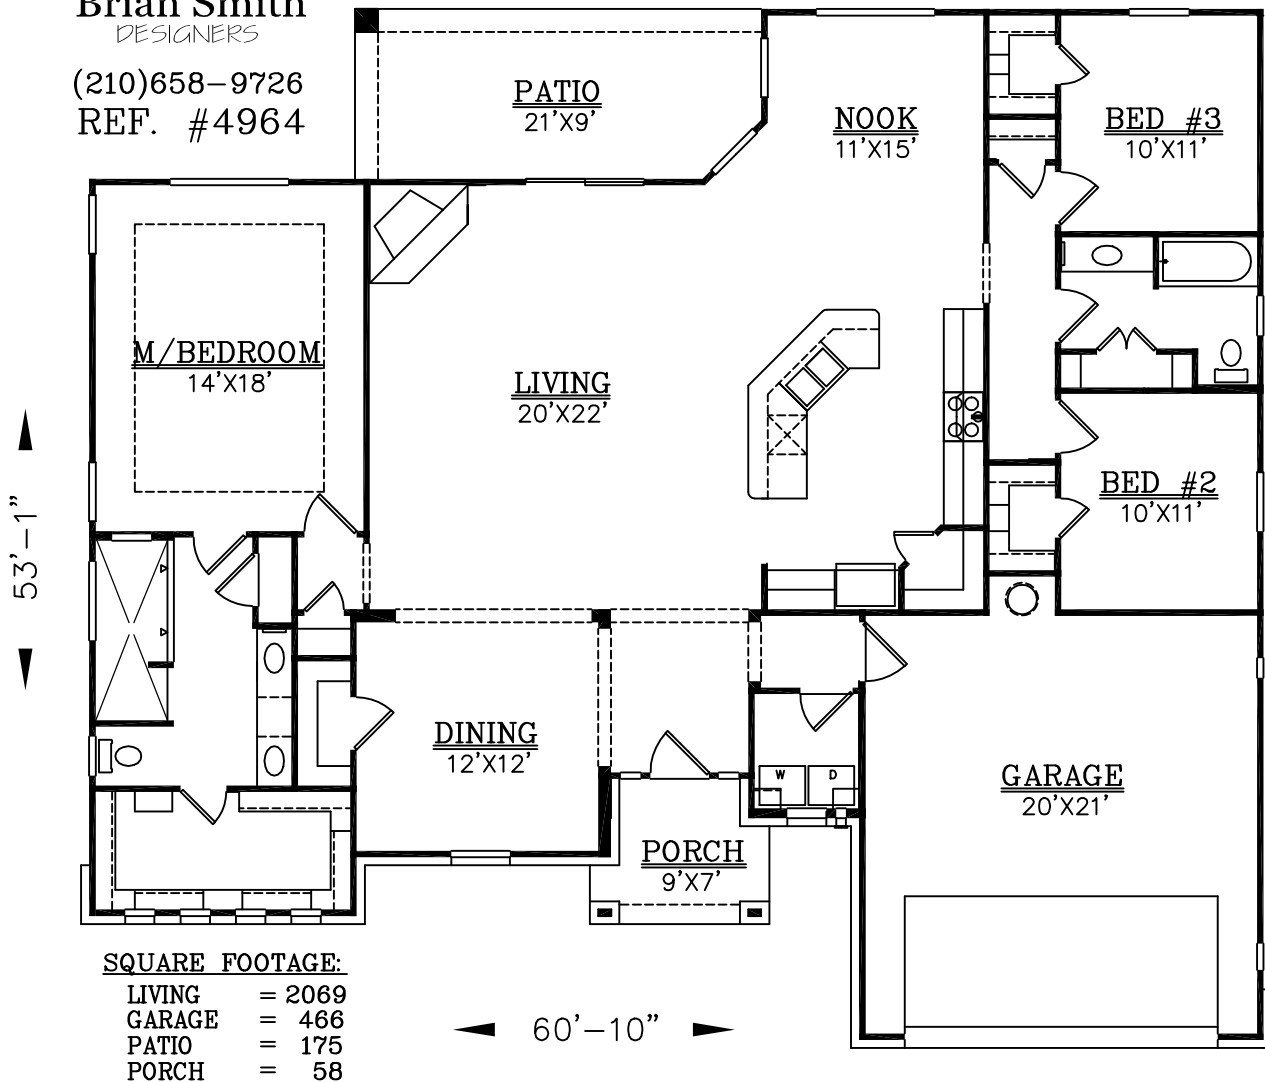 Brian Smith
DESIGNERS
(210)658-9726
REF. #4964
PATIO
21'X9'
NOOK
11'X15'
BED #3
10'X11'
M/BEDROOM
14'X18'
LIVING
20'X22'
BED #2
10'X11'
53'-1"
DINING
12'X12'
W
D
GARAGE
20'X21'
PORCH
9'X7'
SQUARE FOOTAGE:
LIVING = 2069
GARAGE = 466
PATIO = 175
PORCH = 58
60'-10"